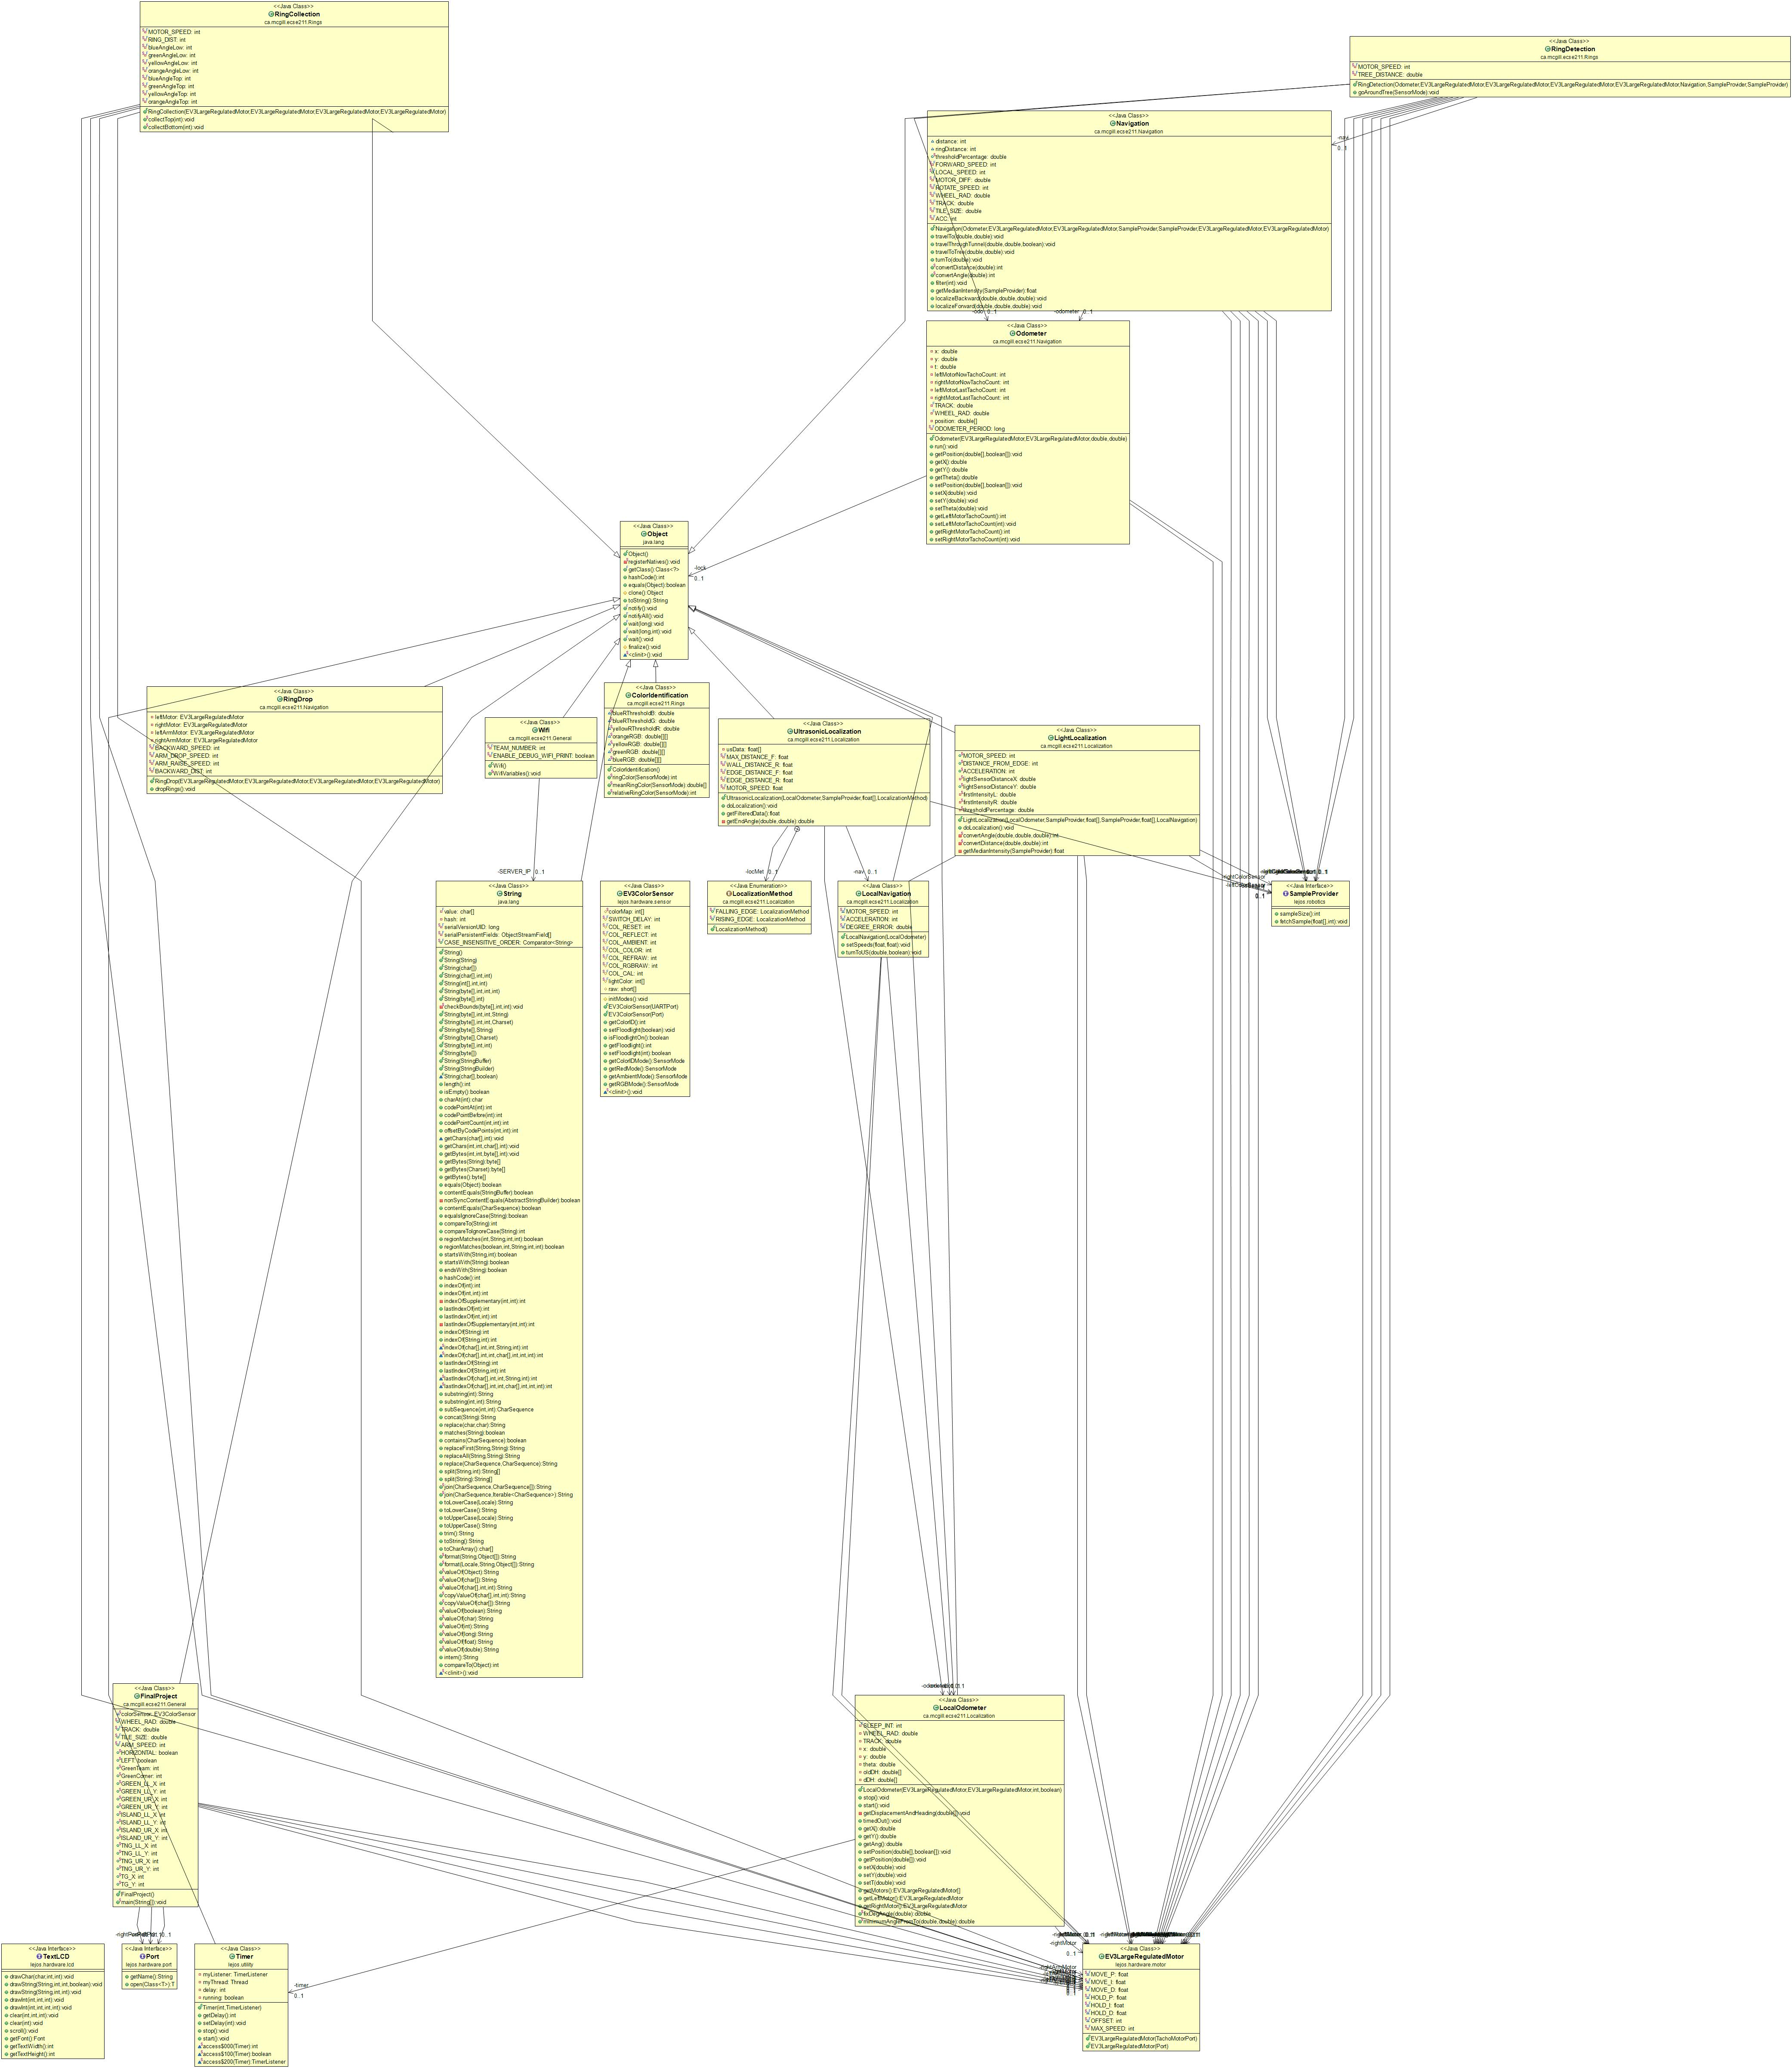 <<Java Class>>
RingCollection
ca.mcgill.ecse211.Rings
MOTOR_SPEED: int
RING_DIST: int
blueAngleLow: int
greenAngleLow: int
yellowAngleLow: int
orangeAngleLow: int
blueAngleTop: int
greenAngleTop: int
yellowAngleTop: int
orangeAngleTop: int
RingCollection(EV3LargeRegulatedMotor,EV3LargeRegulatedMotor,EV3LargeRegulatedMotor,EV3LargeRegulatedMotor)
collectTop(int):void
collectBottom(int):void
<<Java Class>>
RingDetection
ca.mcgill.ecse211.Rings
MOTOR_SPEED: int
TREE_DISTANCE: double
RingDetection(Odometer,EV3LargeRegulatedMotor,EV3LargeRegulatedMotor,EV3LargeRegulatedMotor,EV3LargeRegulatedMotor,Navigation,SampleProvider,SampleProvider)
goAroundTree(SensorMode):void
-nav
0..1
<<Java Class>>
Navigation
ca.mcgill.ecse211.Navigation
distance: int
ringDistance: int
thresholdPercentage: double
FORWARD_SPEED: int
LOCAL_SPEED: int
MOTOR_DIFF: double
ROTATE_SPEED: int
WHEEL_RAD: double
TRACK: double
TILE_SIZE: double
ACC: int
Navigation(Odometer,EV3LargeRegulatedMotor,EV3LargeRegulatedMotor,SampleProvider,SampleProvider,EV3LargeRegulatedMotor,EV3LargeRegulatedMotor)
travelTo(double,double):void
travelThroughTunnel(double,double,boolean):void
travelToTree(double,double):void
turnTo(double):void
convertDistance(double):int
convertAngle(double):int
filter(int):void
getMedianIntensity(SampleProvider):float
localizeBackward(double,double,double):void
localizeForward(double,double,double):void
-odo 0..1
-odometer 0..1
<<Java Class>>
Odometer
ca.mcgill.ecse211.Navigation
x: double
y: double
t: double
leftMotorNowTachoCount: int
rightMotorNowTachoCount: int
leftMotorLastTachoCount: int
rightMotorLastTachoCount: int
TRACK: double
WHEEL_RAD: double
position: double[]
ODOMETER_PERIOD: long
Odometer(EV3LargeRegulatedMotor,EV3LargeRegulatedMotor,double,double)
run():void
getPosition(double[],boolean[]):void
getX():double
getY():double
getTheta():double
setPosition(double[],boolean[]):void
setX(double):void
setY(double):void
setTheta(double):void
getLeftMotorTachoCount():int
setLeftMotorTachoCount(int):void
getRightMotorTachoCount():int
setRightMotorTachoCount(int):void
<<Java Class>>
Object
java.lang
Object()
registerNatives():void
getClass():Class<?>
hashCode():int
equals(Object):boolean
clone():Object
toString():String
notify():void
notifyAll():void
wait(long):void
wait(long,int):void
wait():void
finalize():void
<clinit>():void
-lock
0..1
<<Java Class>>
RingDrop
ca.mcgill.ecse211.Navigation
leftMotor: EV3LargeRegulatedMotor
rightMotor: EV3LargeRegulatedMotor
leftArmMotor: EV3LargeRegulatedMotor
rightArmMotor: EV3LargeRegulatedMotor
BACKWARD_SPEED: int
ARM_DROP_SPEED: int
ARM_RAISE_SPEED: int
BACKWARD_DIST: int
RingDrop(EV3LargeRegulatedMotor,EV3LargeRegulatedMotor,EV3LargeRegulatedMotor,EV3LargeRegulatedMotor)
dropRings():void
<<Java Class>>
Wifi
ca.mcgill.ecse211.General
TEAM_NUMBER: int
ENABLE_DEBUG_WIFI_PRINT: boolean
Wifi()
WifiVariables():void
<<Java Class>>
ColorIdentification
ca.mcgill.ecse211.Rings
blueRThresholdB: double
blueRThresholdG: double
yellowRThresholdR: double
orangeRGB: double[][]
yellowRGB: double[][]
greenRGB: double[][]
blueRGB: double[][]
ColorIdentification()
ringColor(SensorMode):int
meanRingColor(SensorMode):double[]
relativeRingColor(SensorMode):int
<<Java Class>>
UltrasonicLocalization
ca.mcgill.ecse211.Localization
usData: float[]
MAX_DISTANCE_F: float
WALL_DISTANCE_R: float
EDGE_DISTANCE_F: float
EDGE_DISTANCE_R: float
MOTOR_SPEED: float
UltrasonicLocalization(LocalOdometer,SampleProvider,float[],LocalizationMethod)
doLocalization():void
getFilteredData():float
getEndAngle(double,double):double
<<Java Class>>
LightLocalization
ca.mcgill.ecse211.Localization
MOTOR_SPEED: int
DISTANCE_FROM_EDGE: int
ACCELERATION: int
lightSensorDistanceX: double
lightSensorDistanceY: double
firstIntensityL: double
firstIntensityR: double
thresholdPercentage: double
LightLocalization(LocalOdometer,SampleProvider,float[],SampleProvider,float[],LocalNavigation)
doLocalization():void
convertAngle(double,double,double):int
convertDistance(double,double):int
getMedianIntensity(SampleProvider):float
-SERVER_IP 0..1
-locMet 0..1
-nav 0..1
-rightColorSensor
-leftColorSensor
0..1
<<Java Class>>
String
java.lang
value: char[]
hash: int
serialVersionUID: long
serialPersistentFields: ObjectStreamField[]
CASE_INSENSITIVE_ORDER: Comparator<String>
String()
String(String)
String(char[])
String(char[],int,int)
String(int[],int,int)
String(byte[],int,int,int)
String(byte[],int)
checkBounds(byte[],int,int):void
String(byte[],int,int,String)
String(byte[],int,int,Charset)
String(byte[],String)
String(byte[],Charset)
String(byte[],int,int)
String(byte[])
String(StringBuffer)
String(StringBuilder)
String(char[],boolean)
length():int
isEmpty():boolean
charAt(int):char
codePointAt(int):int
codePointBefore(int):int
codePointCount(int,int):int
offsetByCodePoints(int,int):int
getChars(char[],int):void
getChars(int,int,char[],int):void
getBytes(int,int,byte[],int):void
getBytes(String):byte[]
getBytes(Charset):byte[]
getBytes():byte[]
equals(Object):boolean
contentEquals(StringBuffer):boolean
nonSyncContentEquals(AbstractStringBuilder):boolean
contentEquals(CharSequence):boolean
equalsIgnoreCase(String):boolean
compareTo(String):int
compareToIgnoreCase(String):int
regionMatches(int,String,int,int):boolean
regionMatches(boolean,int,String,int,int):boolean
startsWith(String,int):boolean
startsWith(String):boolean
endsWith(String):boolean
hashCode():int
indexOf(int):int
indexOf(int,int):int
indexOfSupplementary(int,int):int
lastIndexOf(int):int
lastIndexOf(int,int):int
lastIndexOfSupplementary(int,int):int
indexOf(String):int
indexOf(String,int):int
indexOf(char[],int,int,String,int):int
indexOf(char[],int,int,char[],int,int,int):int
lastIndexOf(String):int
lastIndexOf(String,int):int
lastIndexOf(char[],int,int,String,int):int
lastIndexOf(char[],int,int,char[],int,int,int):int
substring(int):String
substring(int,int):String
subSequence(int,int):CharSequence
concat(String):String
replace(char,char):String
matches(String):boolean
contains(CharSequence):boolean
replaceFirst(String,String):String
replaceAll(String,String):String
replace(CharSequence,CharSequence):String
split(String,int):String[]
split(String):String[]
join(CharSequence,CharSequence[]):String
join(CharSequence,Iterable<CharSequence>):String
toLowerCase(Locale):String
toLowerCase():String
toUpperCase(Locale):String
toUpperCase():String
trim():String
toString():String
toCharArray():char[]
format(String,Object[]):String
format(Locale,String,Object[]):String
valueOf(Object):String
valueOf(char[]):String
valueOf(char[],int,int):String
copyValueOf(char[],int,int):String
copyValueOf(char[]):String
valueOf(boolean):String
valueOf(char):String
valueOf(int):String
valueOf(long):String
valueOf(float):String
valueOf(double):String
intern():String
compareTo(Object):int
<clinit>():void
<<Java Class>>
EV3ColorSensor
lejos.hardware.sensor
colorMap: int[]
SWITCH_DELAY: int
COL_RESET: int
COL_REFLECT: int
COL_AMBIENT: int
COL_COLOR: int
COL_REFRAW: int
COL_RGBRAW: int
COL_CAL: int
lightColor: int[]
raw: short[]
initModes():void
EV3ColorSensor(UARTPort)
EV3ColorSensor(Port)
getColorID():int
setFloodlight(boolean):void
isFloodlightOn():boolean
getFloodlight():int
setFloodlight(int):boolean
getColorIDMode():SensorMode
getRedMode():SensorMode
getAmbientMode():SensorMode
getRGBMode():SensorMode
<clinit>():void
<<Java Enumeration>>
LocalizationMethod
ca.mcgill.ecse211.Localization
FALLING_EDGE: LocalizationMethod
RISING_EDGE: LocalizationMethod
LocalizationMethod()
<<Java Class>>
LocalNavigation
ca.mcgill.ecse211.Localization
MOTOR_SPEED: int
ACCELERATION: int
DEGREE_ERROR: double
LocalNavigation(LocalOdometer)
setSpeeds(float,float):void
turnToUS(double,boolean):void
<<Java Interface>>
SampleProvider
lejos.robotics
sampleSize():int
fetchSample(float[],int):void
<<Java Class>>
FinalProject
ca.mcgill.ecse211.General
colorSensor: EV3ColorSensor
WHEEL_RAD: double
TRACK: double
TILE_SIZE: double
ARM_SPEED: int
HORIZONTAL: boolean
LEFT: boolean
GreenTeam: int
GreenCorner: int
GREEN_LL_X: int
GREEN_LL_Y: int
GREEN_UR_X: int
GREEN_UR_Y: int
ISLAND_LL_X: int
ISLAND_LL_Y: int
ISLAND_UR_X: int
ISLAND_UR_Y: int
TNG_LL_X: int
TNG_LL_Y: int
TNG_UR_X: int
TNG_UR_Y: int
TG_X: int
TG_Y: int
FinalProject()
main(String[]):void
<<Java Class>>
LocalOdometer
ca.mcgill.ecse211.Localization
SLEEP_INT: int
WHEEL_RAD: double
TRACK: double
x: double
y: double
theta: double
oldDH: double[]
dDH: double[]
LocalOdometer(EV3LargeRegulatedMotor,EV3LargeRegulatedMotor,int,boolean)
stop():void
start():void
getDisplacementAndHeading(double[]):void
timedOut():void
getX():double
getY():double
getAng():double
setPosition(double[],boolean[]):void
getPosition(double[]):void
setX(double):void
setY(double):void
setT(double):void
getMotors():EV3LargeRegulatedMotor[]
getLeftMotor():EV3LargeRegulatedMotor
getRightMotor():EV3LargeRegulatedMotor
fixDegAngle(double):double
minimumAngleFromTo(double,double):double
<<Java Interface>>
TextLCD
lejos.hardware.lcd
drawChar(char,int,int):void
drawString(String,int,int,boolean):void
drawString(String,int,int):void
drawInt(int,int,int):void
drawInt(int,int,int,int):void
clear(int,int,int):void
clear(int):void
scroll():void
getFont():Font
getTextWidth():int
getTextHeight():int
<<Java Interface>>
Port
lejos.hardware.port
getName():String
open(Class<T>):T
<<Java Class>>
Timer
lejos.utility
myListener: TimerListener
myThread: Thread
delay: int
running: boolean
Timer(int,TimerListener)
getDelay():int
setDelay(int):void
stop():void
start():void
access$000(Timer):int
access$100(Timer):boolean
access$200(Timer):TimerListener
-timer
0..1
-rightMotor
0..1
-rightArmMotor
<<Java Class>>
EV3LargeRegulatedMotor
lejos.hardware.motor
MOVE_P: float
MOVE_I: float
MOVE_D: float
HOLD_P: float
HOLD_I: float
HOLD_D: float
OFFSET: int
MAX_SPEED: int
EV3LargeRegulatedMotor(TachoMotorPort)
EV3LargeRegulatedMotor(Port)